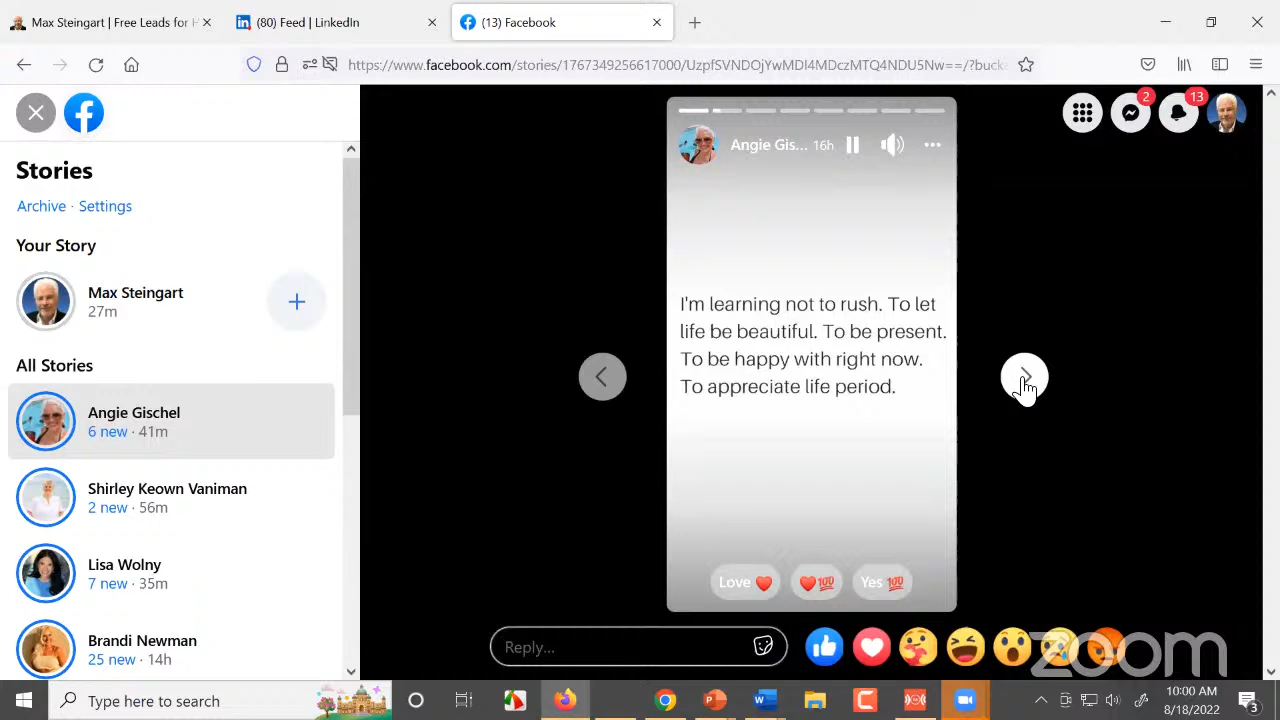 Max Steingart | Free Leads for H
(80) Feed | LinkedIn
(13) Facebook
https://www.facebook.com/stories/1767349256617000/UzpfSVNDOjYwMDI4MDczMTQ4NDU5Nw==/?buck
Stories
Archive · Settings
Your Story
Max Steingart
27m
All Stories
Angie Gischel
6 new · 41m
Shirley Keown Vaniman
2 new · 56m
Lisa Wolny
7 new · 35m
Brandi Newman
25 new · 14h
2
13
Angie Gis... 16h
I'm learning not to rush. To let
life be beautiful. To be present.
To be happy with right now.
To appreciate life period.
Love ❤️
❤️💯
Yes 💯
Reply...
zoom
Type here to search
10:00 AM
8/18/2022
3